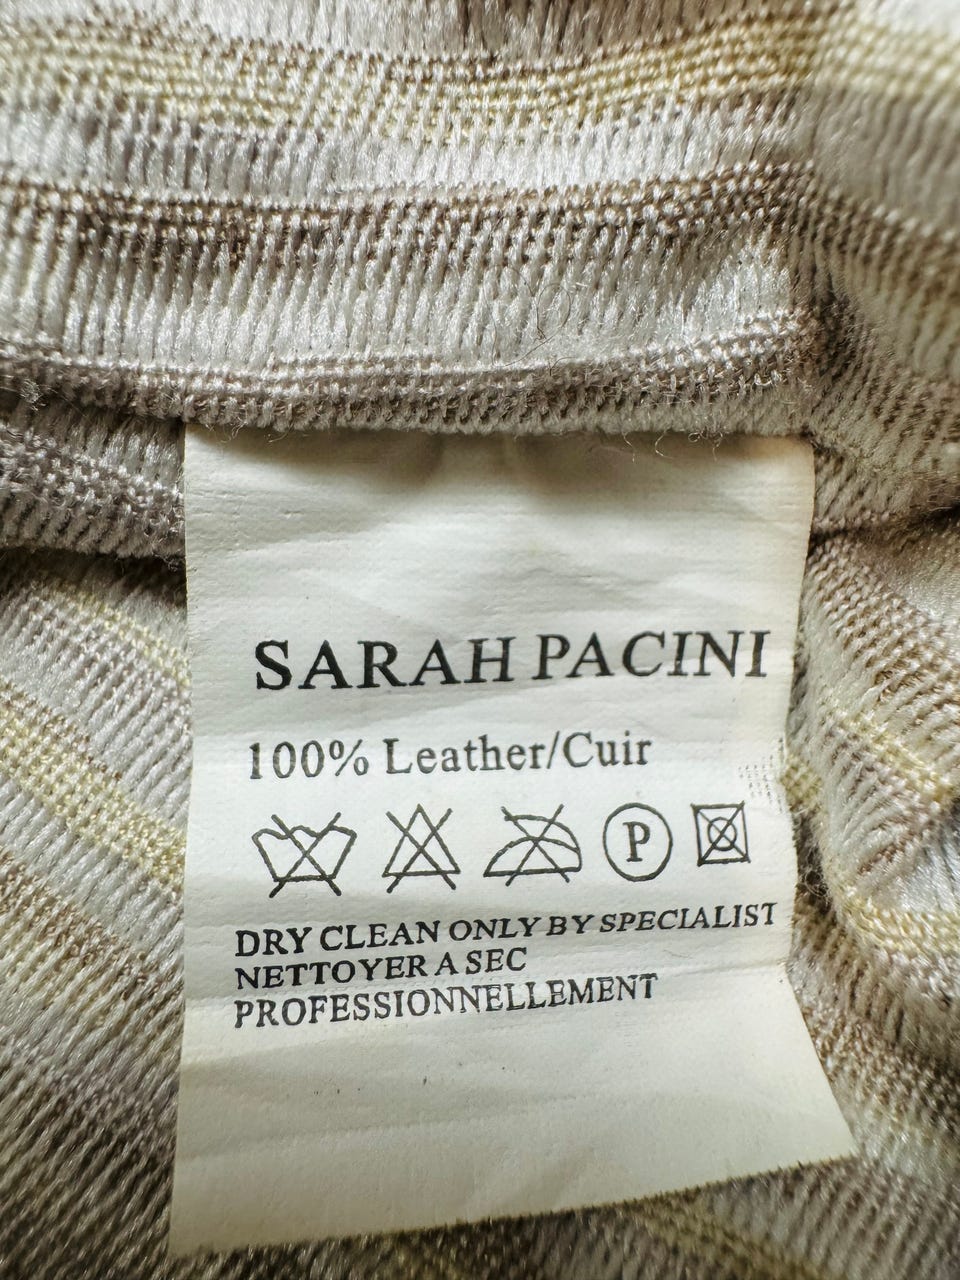 SARAH PACINI
100% Leather/Cuir
P
DRY CLEAN ONLY BY SPECIALIST
NETTOYER A SEC
PROFESSIONNELLEMENT